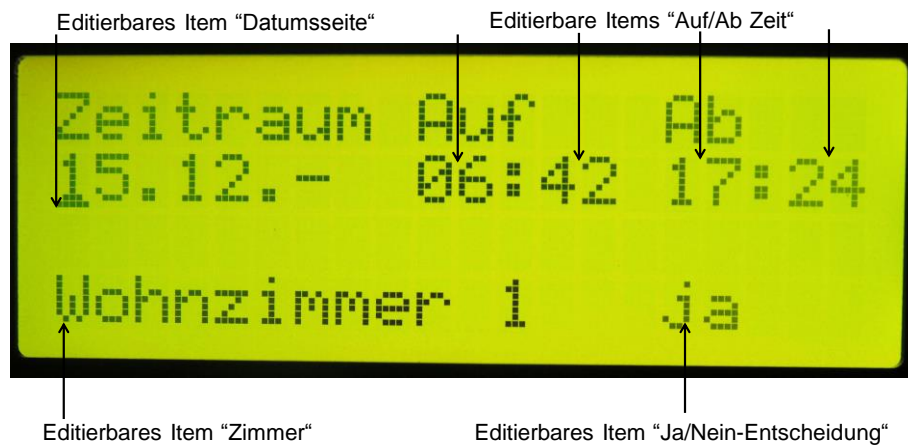 Editierbares Item “Datumsseite“ Editierbare Items “Auf/Ab Zeit“
Zeitraum Auf Ab
15.12.- 06:42 17:24
Wohnzimmer 1 ja
Editierbares Item “Zimmer“ Editierbares Item “Ja/Nein-Entscheidung“